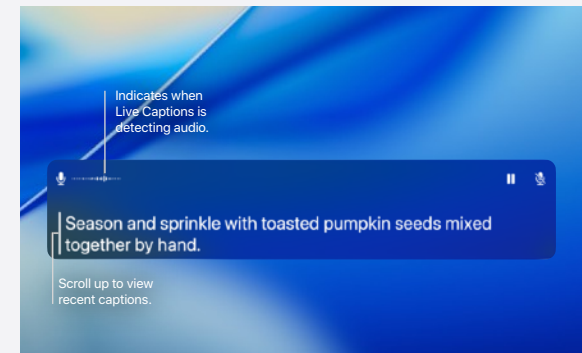 Indicates when
Live Captions is
detecting audio.
Season and sprinkle with toasted pumpkin seeds mixed
together by hand.
Scroll up to view
recent captions.